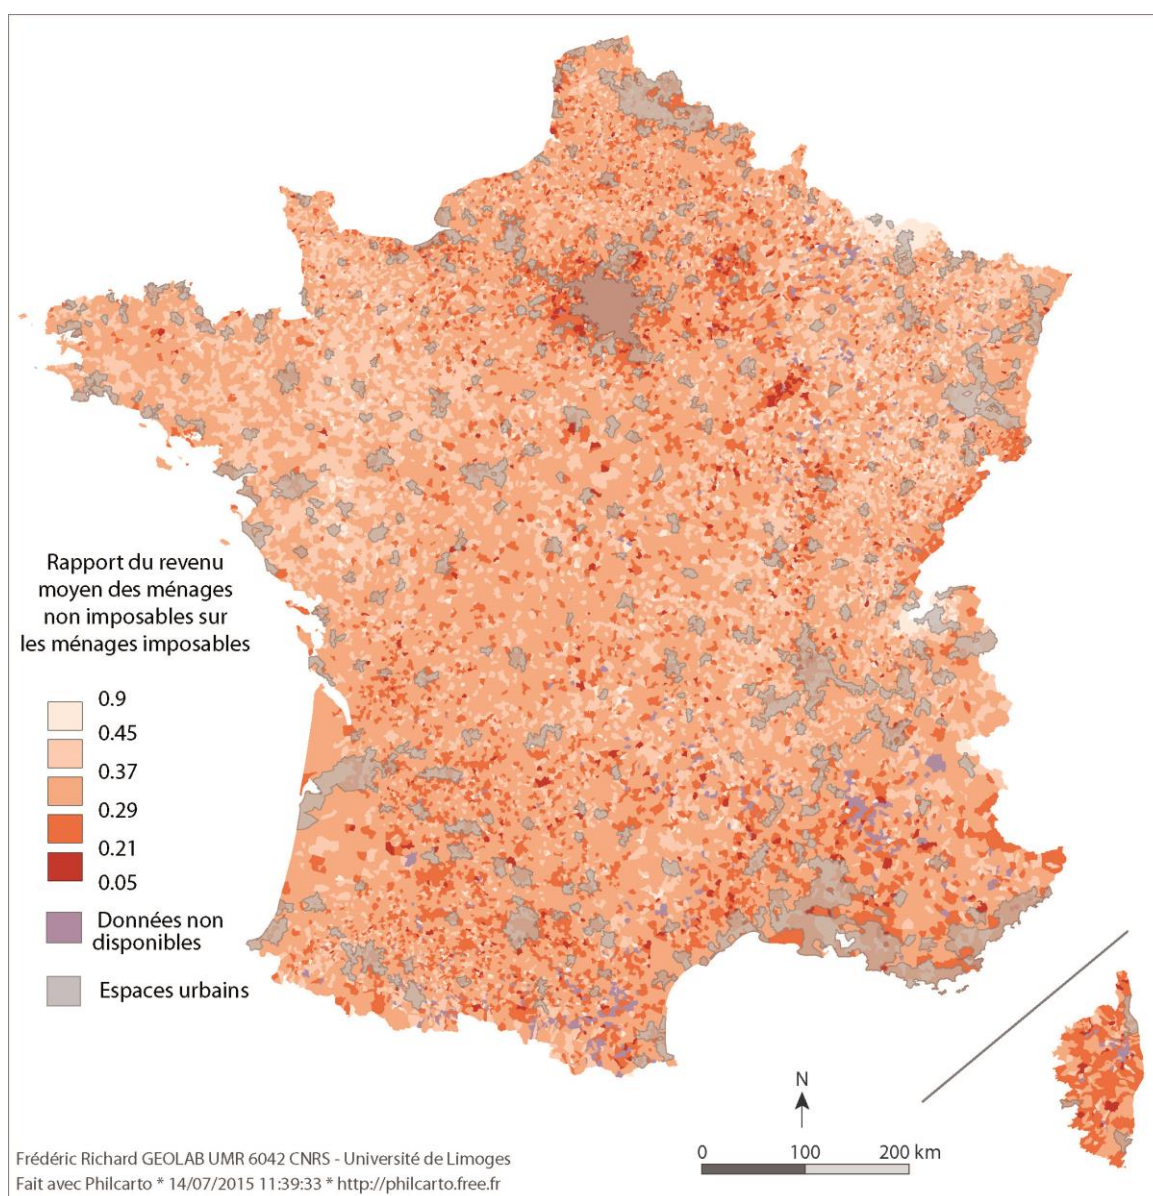 Rapport du revenu
moyen des ménages
non imposables sur
les ménages imposables
0.9
0.45
0.37
0.29
0.21
0.05
Données non
disponibles
Espaces urbains
N
0 100 200 km
Frédéric Richard GEOLAB UMR 6042 CNRS - Université de Limoges
Fait avec Philcarto * 14/07/2015 11:39:33 * http://philcarto.free.fr